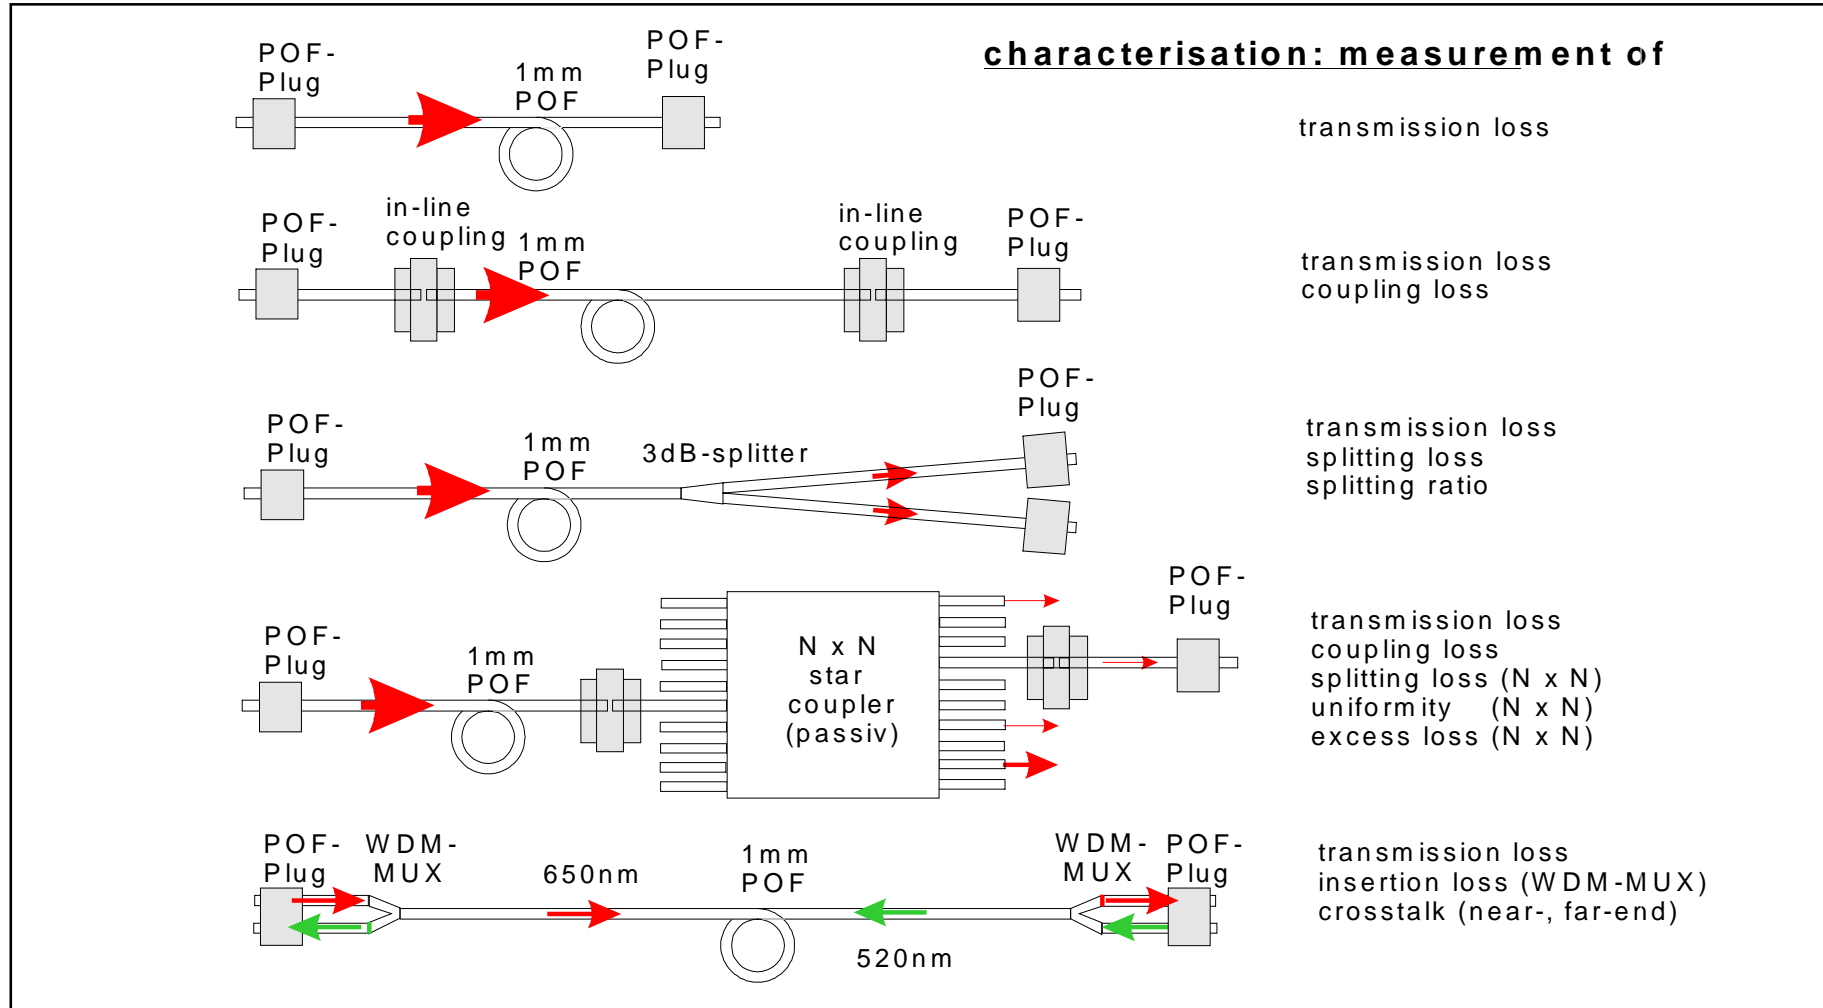 characterisation: measurement of
POF-
Plug
1mm
POF
POF-
Plug
transmission loss
POF-
Plug
in-line
coupling
1mm
POF
in-line
coupling
POF-
Plug
transmission loss
coupling loss
POF-
Plug
1mm
POF
3dB-splitter
POF-
Plug
transmission loss
splitting loss
splitting ratio
POF-
Plug
1mm
POF
N x N
star
coupler
(passiv)
POF-
Plug
transmission loss
coupling loss
splitting loss (N x N)
uniformity (N x N)
excess loss (N x N)
POF-
Plug
WDM-
MUX
650nm
1mm
POF
520nm
WDM-
MUX
POF-
Plug
transmission loss
insertion loss (WDM-MUX)
crosstalk (near-, far-end)